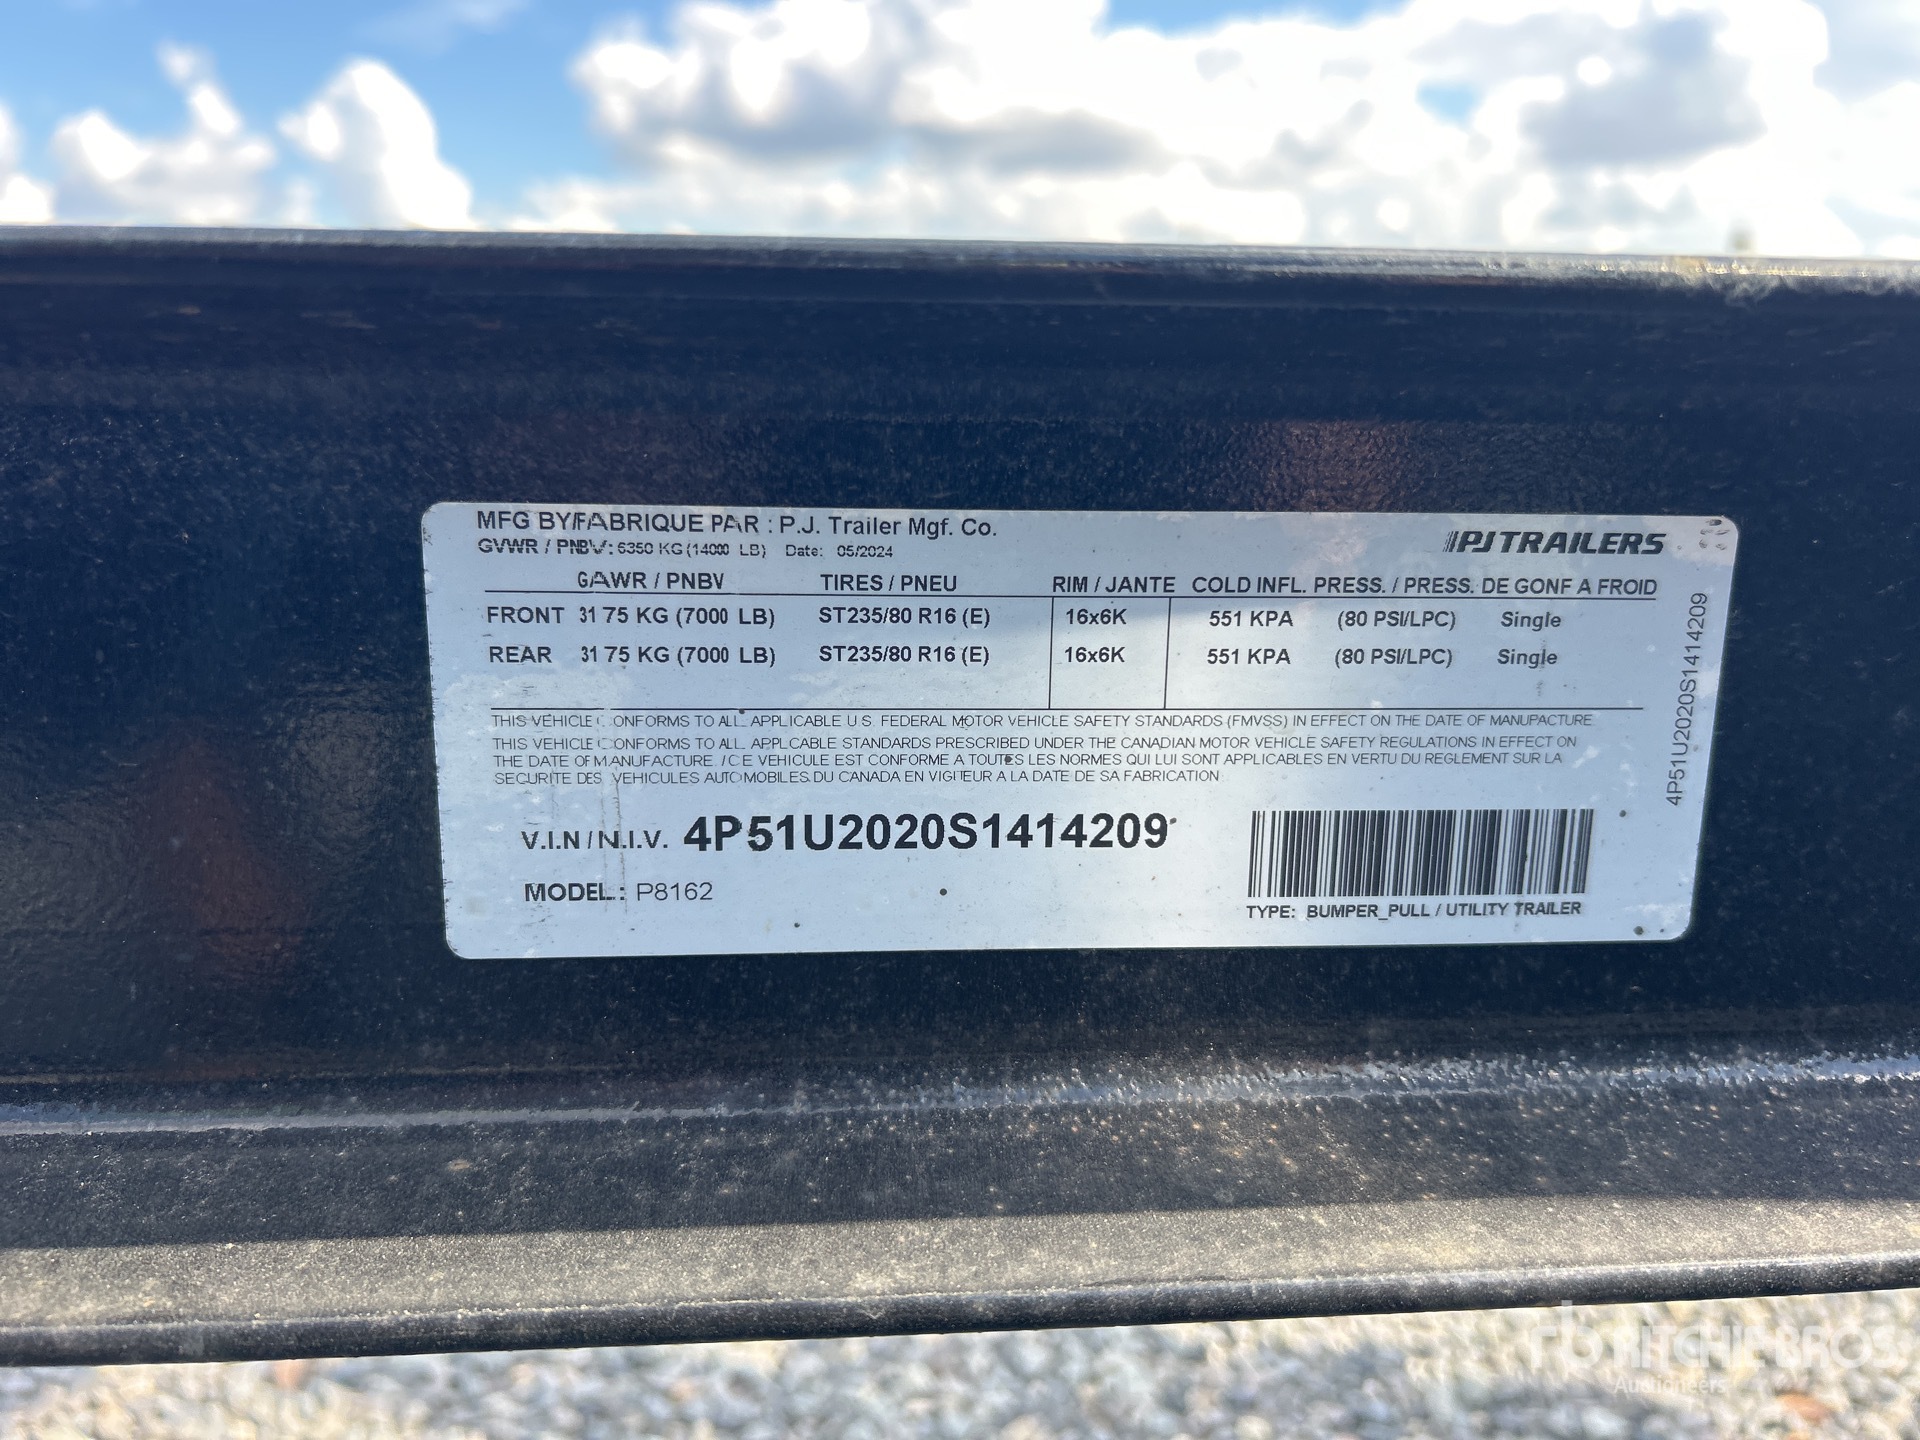 MFG BY/FABRIQUE PAR : P.J. Trailer Mgf. Co.
GVWR / PNBV: 6350 KG (14000 LB) Date: 05/2024
PJ TRAILERS
GAWR / PNBV TIRES / PNEU RIM / JANTE COLD INFL. PRESS. / PRESS. DE GONF A FROID
FRONT 31 75 KG (7000 LB) ST235/80 R16 (E) 16x6K 551 KPA (80 PSI/LPC) Single
REAR 31 75 KG (7000 LB) ST235/80 R16 (E) 16x6K 551 KPA (80 PSI/LPC) Single
THIS VEHICLE CONFORMS TO ALL APPLICABLE U.S. FEDERAL MOTOR VEHICLE SAFETY STANDARDS (FMVSS) IN EFFECT ON THE DATE OF MANUFACTURE
THIS VEHICLE CONFORMS TO ALL APPLCABLE STANDARDS PRESCRIBED UNDER THE CANADIAN MOTOR VEHICLE SAFETY REGULATIONS IN EFFECT ON
THE DATE OF MANUFACTURE. / CE VEHICULE EST CONFORME A TOUTES LES NORMES QUI LUI SONT APPLICABLES EN VERTU DU REGLEMENT SUR LA
SECURITE DES VEHICULES AUTOMOBILES DU CANADA EN VIGUEUR A LA DATE DE SA FABRICATION
V.I.N / N.I.V. 4P51U2020S1414209
MODEL: P8162
TYPE: BUMPER_PULL / UTILITY TRAILER
4P51U2020S1414209
rb RITCHIE BROS
Auctioneers